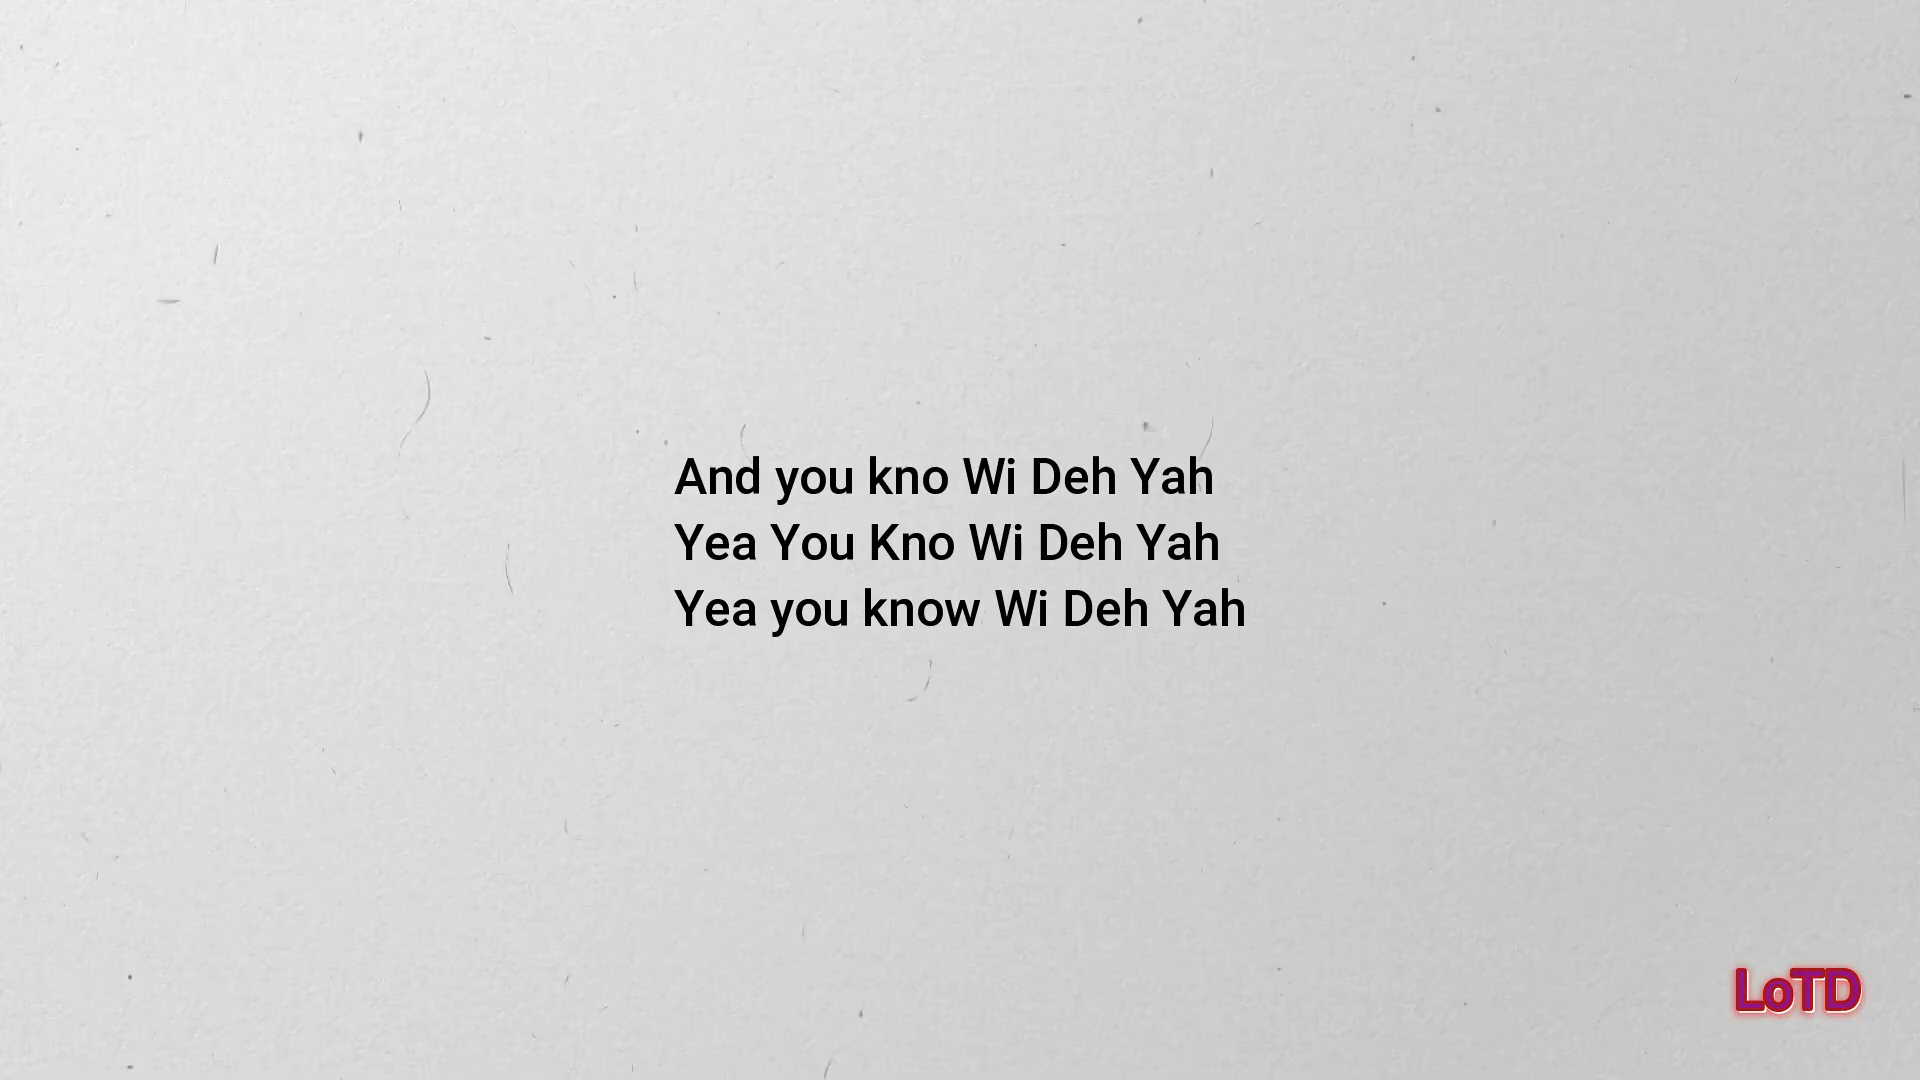 And you kno Wi Deh Yah
Yea You Kno Wi Deh Yah
Yea you know Wi Deh Yah
LoTD